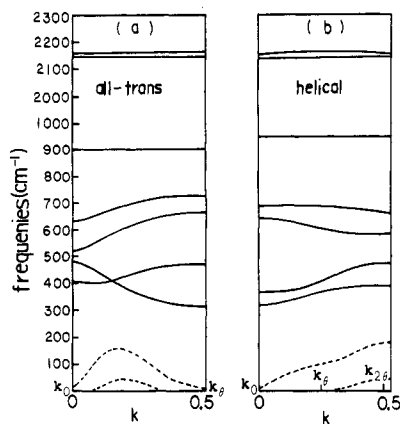 2300
2200
2100
2000
1000
900
800
700
600
500
400
300
200
100
0
frequenies(cm⁻¹)
(a)
all-trans
k₀
k_θ
0
0.5
k
(b)
helical
k₀
k_θ
k_2θ
0
0.5
k